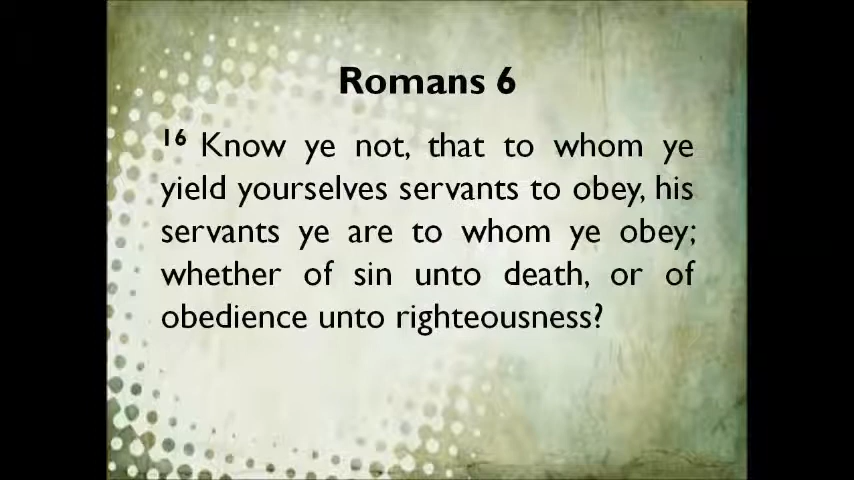 Romans 6
16 Know ye not, that to whom ye
yield yourselves servants to obey, his
servants ye are to whom ye obey;
whether of sin unto death, or of
obedience unto righteousness?